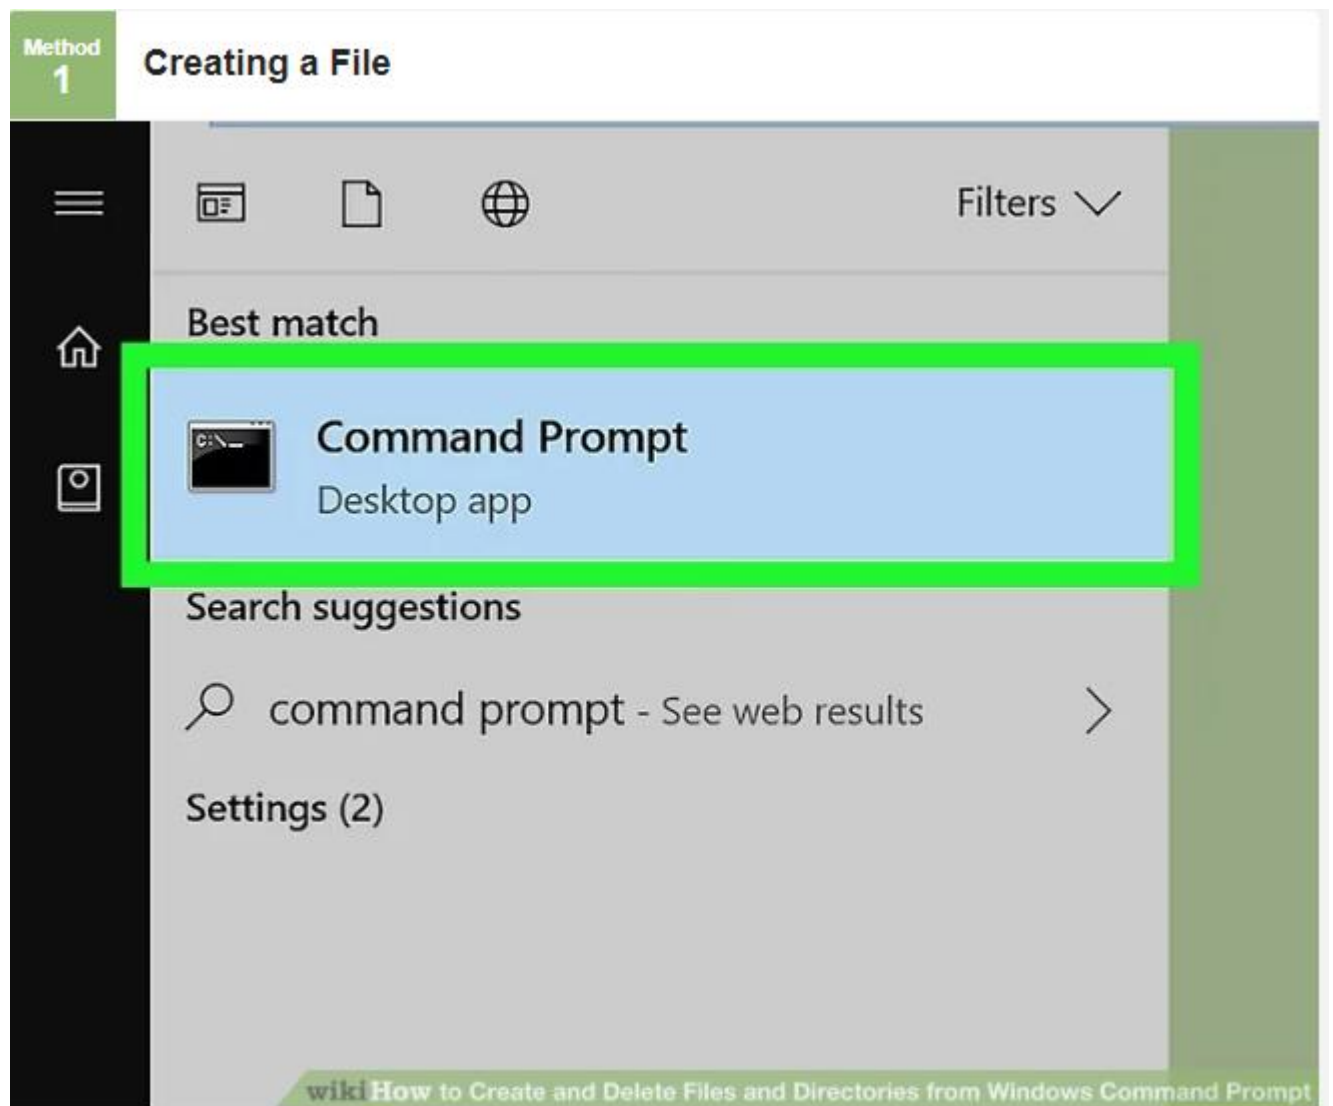 Method
1
Creating a File
Filters
Best match
C:\_
Command Prompt
Desktop app
Search suggestions
command prompt - See web results
Settings (2)
wikiHow to Create and Delete Files and Directories from Windows Command Prompt